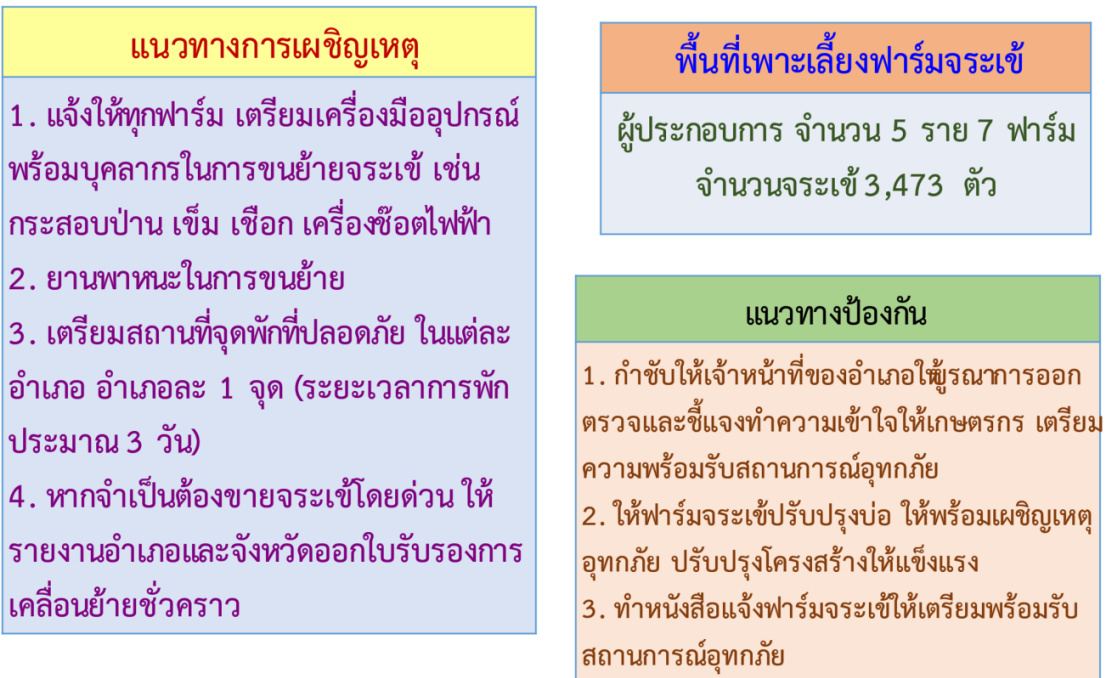 แนวทางการเผชิญเหตุ
1. แจ้งให้ทุกฟาร์ม เตรียมเครื่องมืออุปกรณ์
พร้อมบุคลากรในการขนย้ายจระเข้ เช่น
กระสอบป่าน เข็ม เชือก เครื่องช๊อตไฟฟ้า
2. ยานพาหนะในการขนย้าย
3. เตรียมสถานที่จุดพักที่ปลอดภัย ในแต่ละ
อำเภอ อำเภอละ 1 จุด (ระยะเวลาการพัก
ประมาณ 3 วัน)
4. หากจำเป็นต้องขายจระเข้โดยด่วน ให้
รายงานอำเภอและจังหวัดออกใบรับรองการ
เคลื่อนย้ายชั่วคราว
พื้นที่เพาะเลี้ยงฟาร์มจระเข้
ผู้ประกอบการ จำนวน 5 ราย 7 ฟาร์ม
จำนวนจระเข้ 3,473 ตัว
แนวทางป้องกัน
1. กำชับให้เจ้าหน้าที่ของอำเภอให้บูรณาการออก
ตรวจและชี้แจงทำความเข้าใจให้เกษตรกร เตรียม
ความพร้อมรับสถานการณ์อุทกภัย
2. ให้ฟาร์มจระเข้ปรับปรุงบ่อ ให้พร้อมเผชิญเหตุ
อุทกภัย ปรับปรุงโครงสร้างให้แข็งแรง
3. ทำหนังสือแจ้งฟาร์มจระเข้ให้เตรียมพร้อมรับ
สถานการณ์อุทกภัย